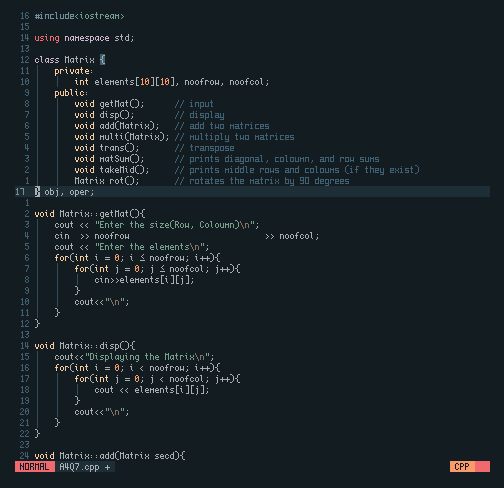 16 #include<iostream>
15
14 using namespace std;
13
12 class Matrix {
11     private:
10         int elements[10][10], noofrow, noofcol;
9     public:
8         void getMat();      // input
7         void disp();        // display
6         void add(Matrix);   // add two matrices
5         void multi(Matrix); // multiply two matrices
4         void trans();       // transpose
3         void matSum();      // prints diagonal, coloumn, and row sums
2         void takeMid();     // prints middle rows and coloums (if they exist)
1         Matrix rot();       // rotates the matrix by 90 degrees
17 } obj, oper;
1
2 void Matrix::getMat(){
3     cout << "Enter the size(Row, Coloumn)\n";
4     cin >> noofrow >> noofcol;
5     cout << "Enter the elements\n";
6     for(int i = 0; i ≤ noofrow; i++){
7         for(int j = 0; j ≤ noofcol; j++){
8             cin>>elements[i][j];
9         }
10         cout<<"\n";
11     }
12 }
13
14 void Matrix::disp(){
15     cout<<"Displaying the Matrix\n";
16     for(int i = 0; i < noofrow; i++){
17         for(int j = 0; j < noofcol; j++){
18             cout << elements[i][j];
19         }
20         cout<<"\n";
21     }
22 }
23
24 void Matrix::add(Matrix secd){
NORMAL A4Q7.cpp + CPP